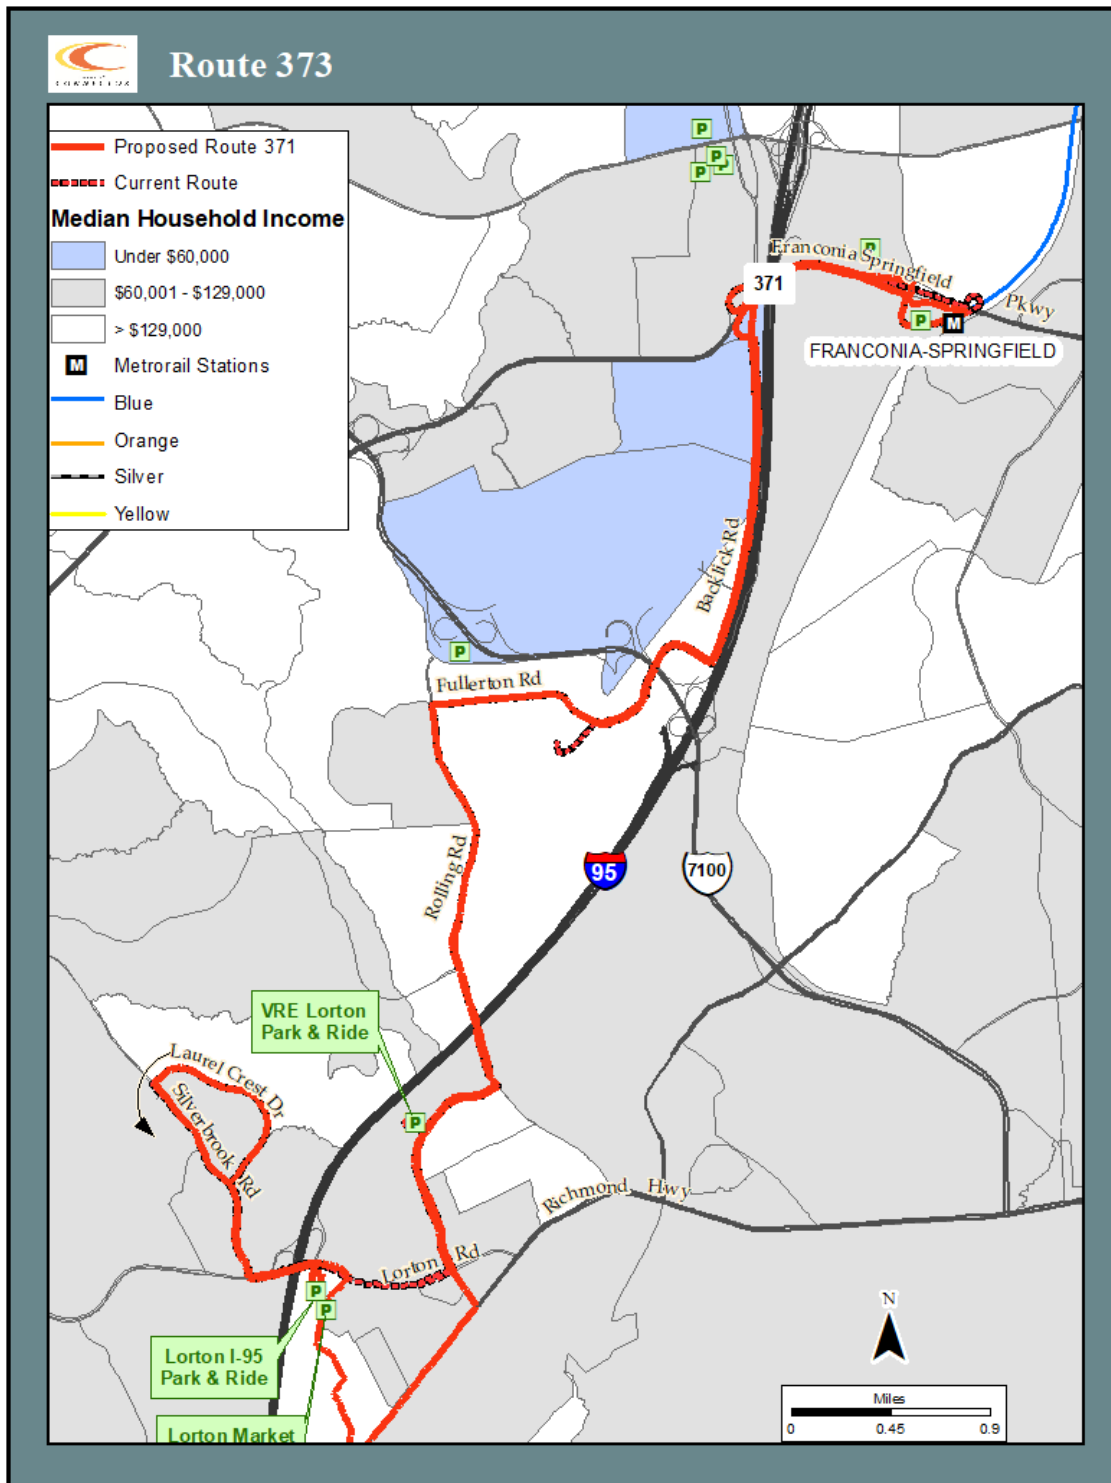 CONNECTOR
Route 373
Proposed Route 371
Current Route
Median Household Income
Under $60,000
$60,001 - $129,000
> $129,000
M
Metrorail Stations
Blue
Orange
Silver
Yellow
P
P
P
P
P
Franconia Springfield
Pkwy
371
P
M
FRANCONIA-SPRINGFIELD
Backlick Rd
P
Fullerton Rd
Rolling Rd
95
7100
VRE Lorton
Park & Ride
P
Laurel Crest Dr
Silverbrook Rd
Richmond Hwy
Lorton Rd
P
P
Lorton I-95
Park & Ride
Lorton Market
N
Miles
0
0.45
0.9